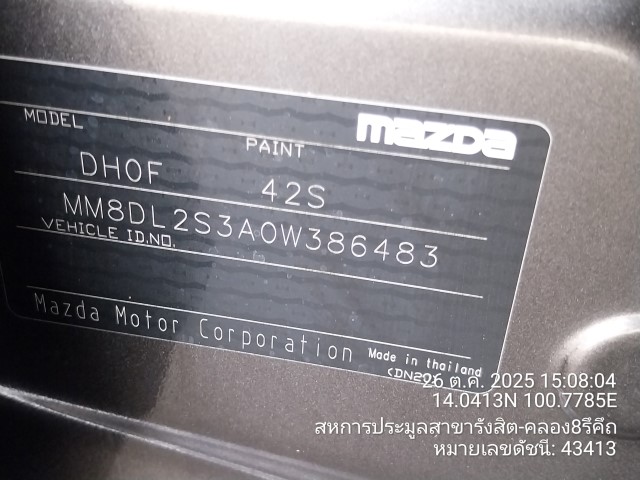 MODEL
mazda
PAINT
DH0F 42S
MM8DL2S3A0W386483
VEHICLE ID.NO.
Mazda Motor Corporation Made in thailand
26 ต.ค. 2025 15:08:04
14.0413N 100.7785E
สหการประมูลสาขารังสิต-คลอง8รีคีถ
หมายเลขดัชนี: 43413